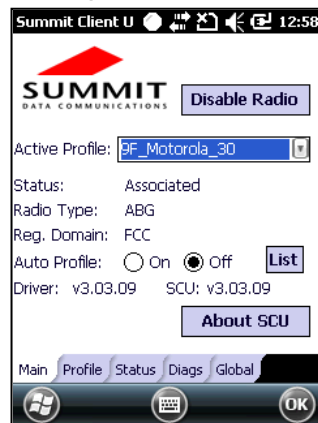 Summit Client U 12:58
SUMMIT
DATA COMMUNICATIONS
Disable Radio
Active Profile: 9F_Motorola_30
Status: Associated
Radio Type: ABG
Reg. Domain: FCC
Auto Profile: On Off List
Driver: v3.03.09 SCU: v3.03.09
About SCU
Main Profile Status Diags Global
OK